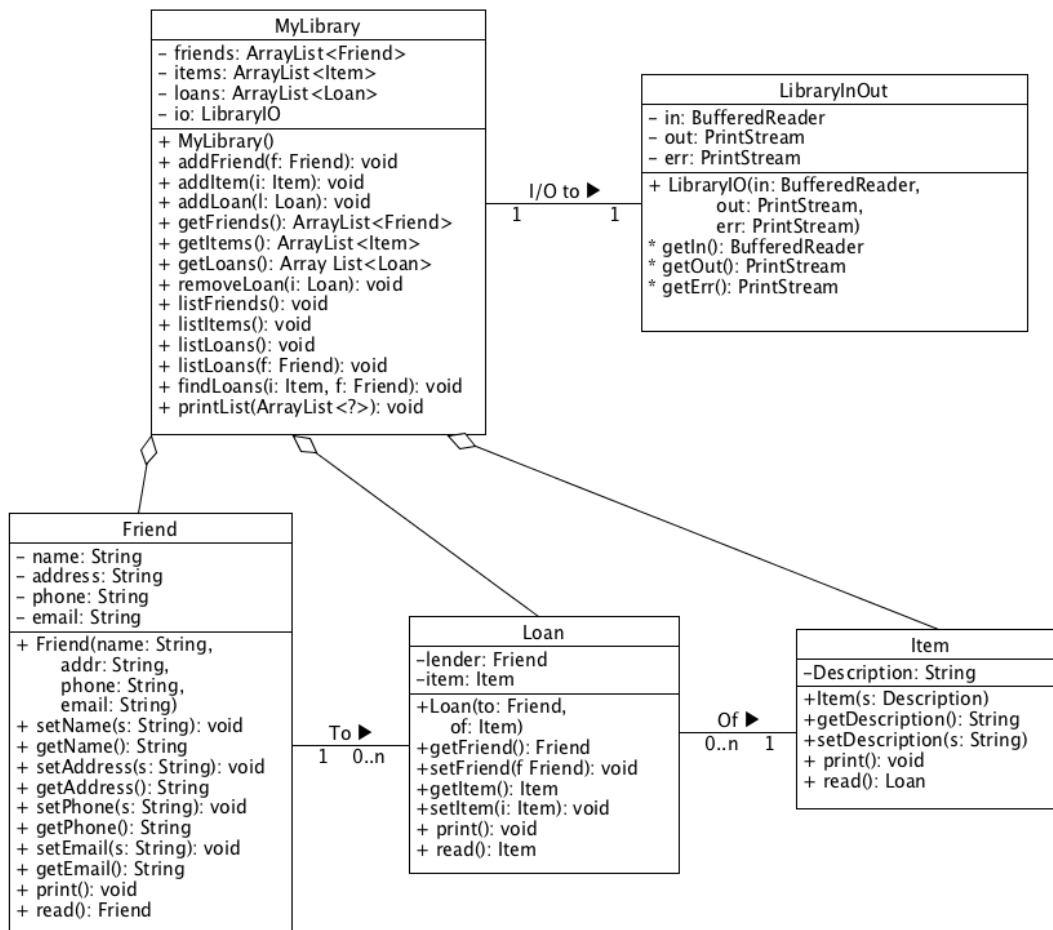 MyLibrary
– friends: ArrayList<Friend>
– items: ArrayList<Item>
– loans: ArrayList<Loan>
– io: LibraryIO
+ MyLibrary()
+ addFriend(f: Friend): void
+ addItem(i: Item): void
+ addLoan(l: Loan): void
+ getFriends(): ArrayList<Friend>
+ getItems(): ArrayList<Item>
+ getLoans(): Array List<Loan>
+ removeLoan(i: Loan): void
+ listFriends(): void
+ listItems(): void
+ listLoans(): void
+ listLoans(f: Friend): void
+ findLoans(i: Item, f: Friend): void
+ printList(ArrayList<?>): void
I/O to ▶
1 1
LibraryInOut
– in: BufferedReader
– out: PrintStream
– err: PrintStream
+ LibraryIO(in: BufferedReader,
out: PrintStream,
err: PrintStream)
* getIn(): BufferedReader
* getOut(): PrintStream
* getErr(): PrintStream
Friend
– name: String
– address: String
– phone: String
– email: String
+ Friend(name: String,
addr: String,
phone: String,
email: String)
+ setName(s: String): void
+ getName(): String
+ setAddress(s: String): void
+ getAddress(): String
+ setPhone(s: String): void
+ getPhone(): String
+ setEmail(s: String): void
+ getEmail(): String
+ print(): void
+ read(): Friend
To ▶
1 0..n
Loan
–lender: Friend
–item: Item
+Loan(to: Friend,
of: Item)
+getFriend(): Friend
+setFriend(f Friend): void
+getItem(): Item
+setItem(i: Item): void
+ print(): void
+ read(): Item
Of ▶
0..n 1
Item
–Description: String
+Item(s: Description)
+getDescription(): String
+setDescription(s: String)
+ print(): void
+ read(): Loan